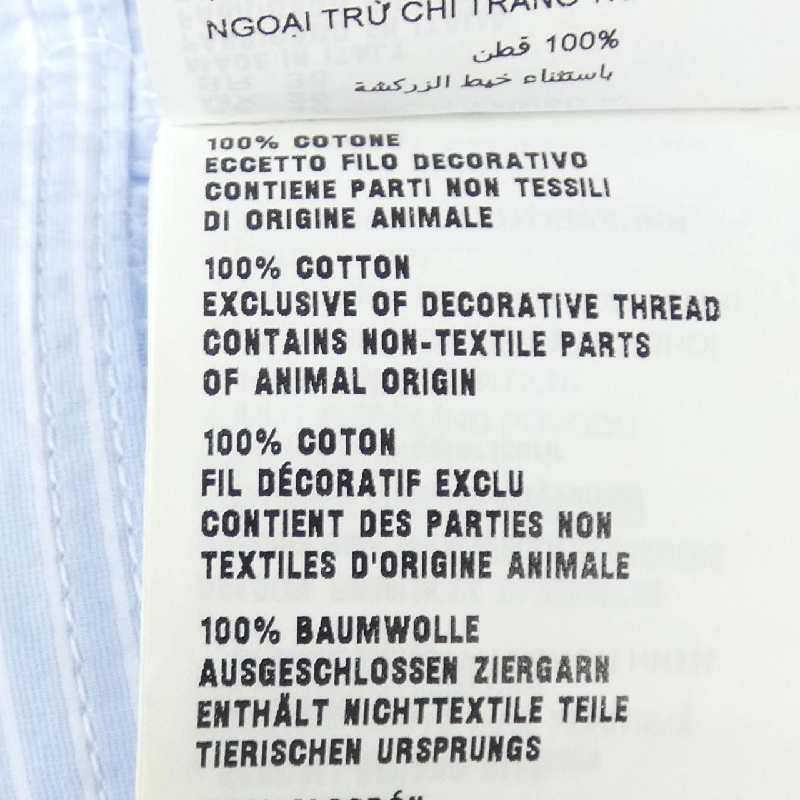 NGOẠI TRỪ CHỈ TRANG
100% قطن
باستثناء خيط الزركشة
100% COTONE
ECCETTO FILO DECORATIVO
CONTIENE PARTI NON TESSILI
DI ORIGINE ANIMALE
100% COTTON
EXCLUSIVE OF DECORATIVE THREAD
CONTAINS NON-TEXTILE PARTS
OF ANIMAL ORIGIN
100% COTON
FIL DÉCORATIF EXCLU
CONTIENT DES PARTIES NON
TEXTILES D'ORIGINE ANIMALE
100% BAUMWOLLE
AUSGESCHLOSSEN ZIERGARN
ENTHÄLT NICHTTEXTILE TEILE
TIERISCHEN URSPRUNGS